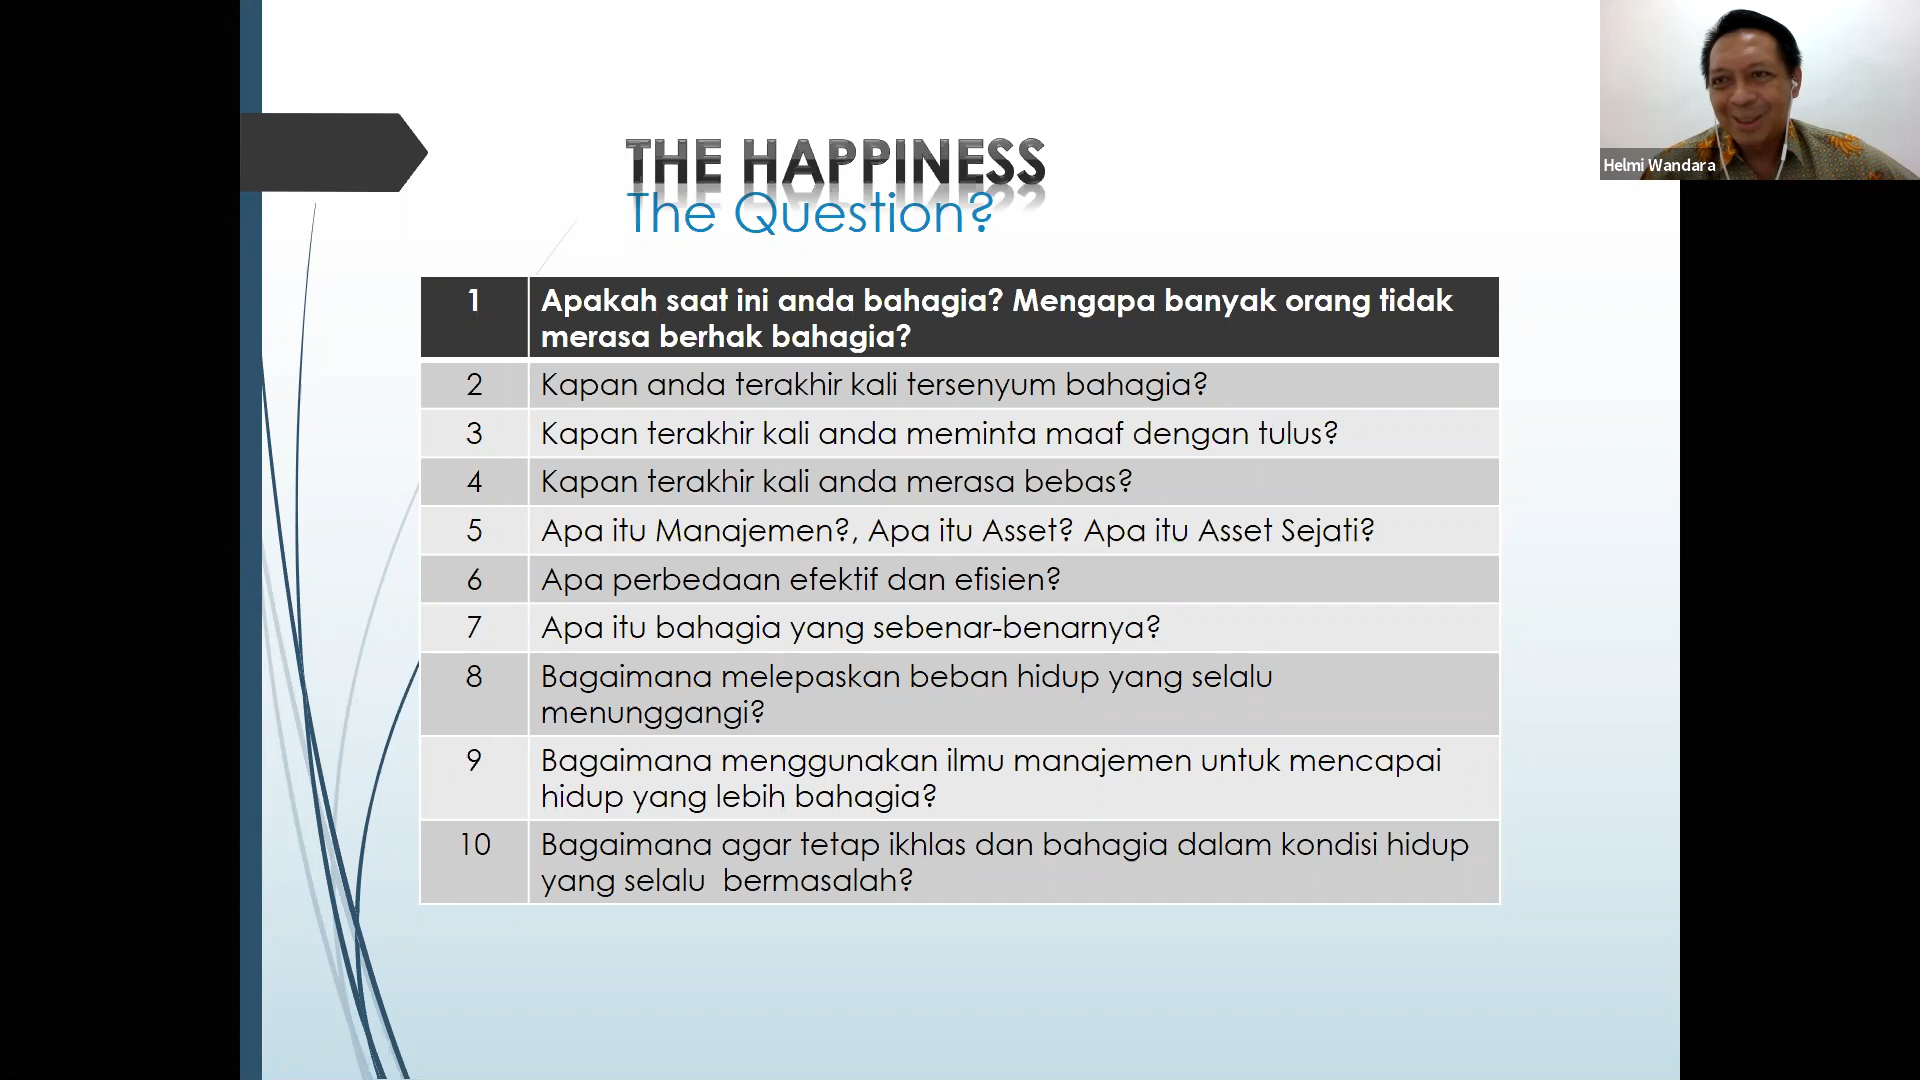 THE HAPPINESS
The Question?
Helmi Wandara
1 Apakah saat ini anda bahagia? Mengapa banyak orang tidak
merasa berhak bahagia?
2 Kapan anda terakhir kali tersenyum bahagia?
3 Kapan terakhir kali anda meminta maaf dengan tulus?
4 Kapan terakhir kali anda merasa bebas?
5 Apa itu Manajemen?, Apa itu Asset? Apa itu Asset Sejati?
6 Apa perbedaan efektif dan efisien?
7 Apa itu bahagia yang sebenar-benarnya?
8 Bagaimana melepaskan beban hidup yang selalu
menunggangi?
9 Bagaimana menggunakan ilmu manajemen untuk mencapai
hidup yang lebih bahagia?
10 Bagaimana agar tetap ikhlas dan bahagia dalam kondisi hidup
yang selalu  bermasalah?